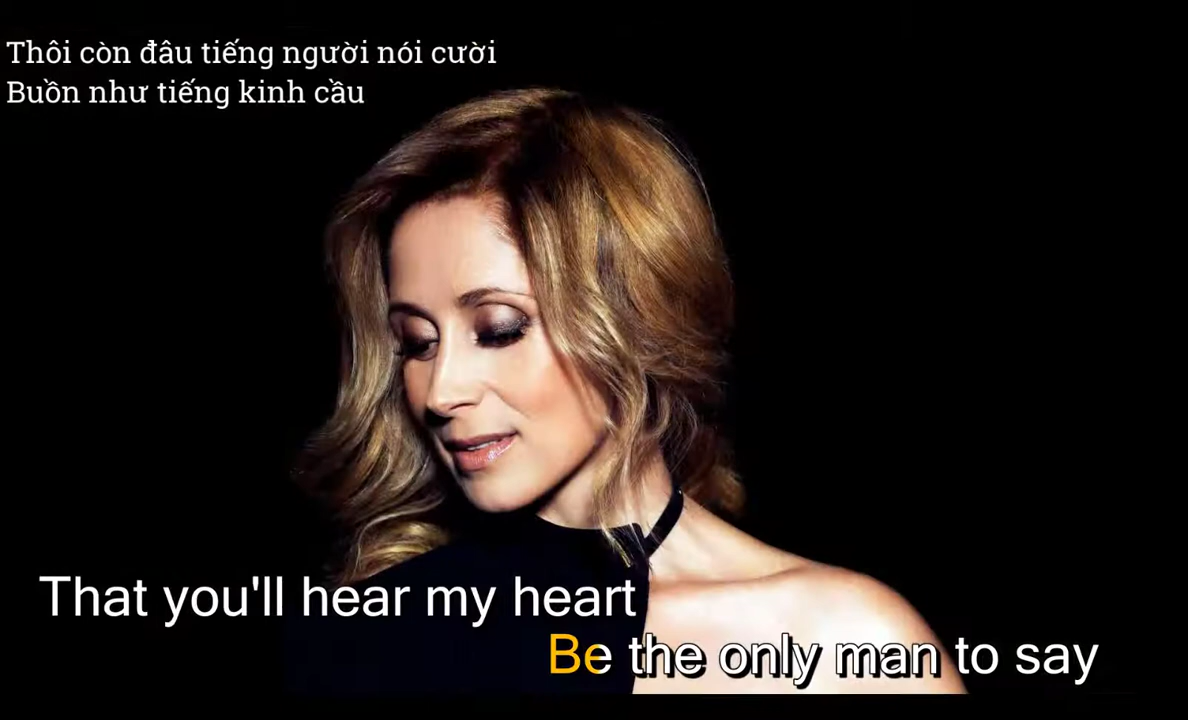 Thôi còn đâu tiếng người nói cười
Buồn như tiếng kinh cầu
That you'll hear my heart
Be the only man to say